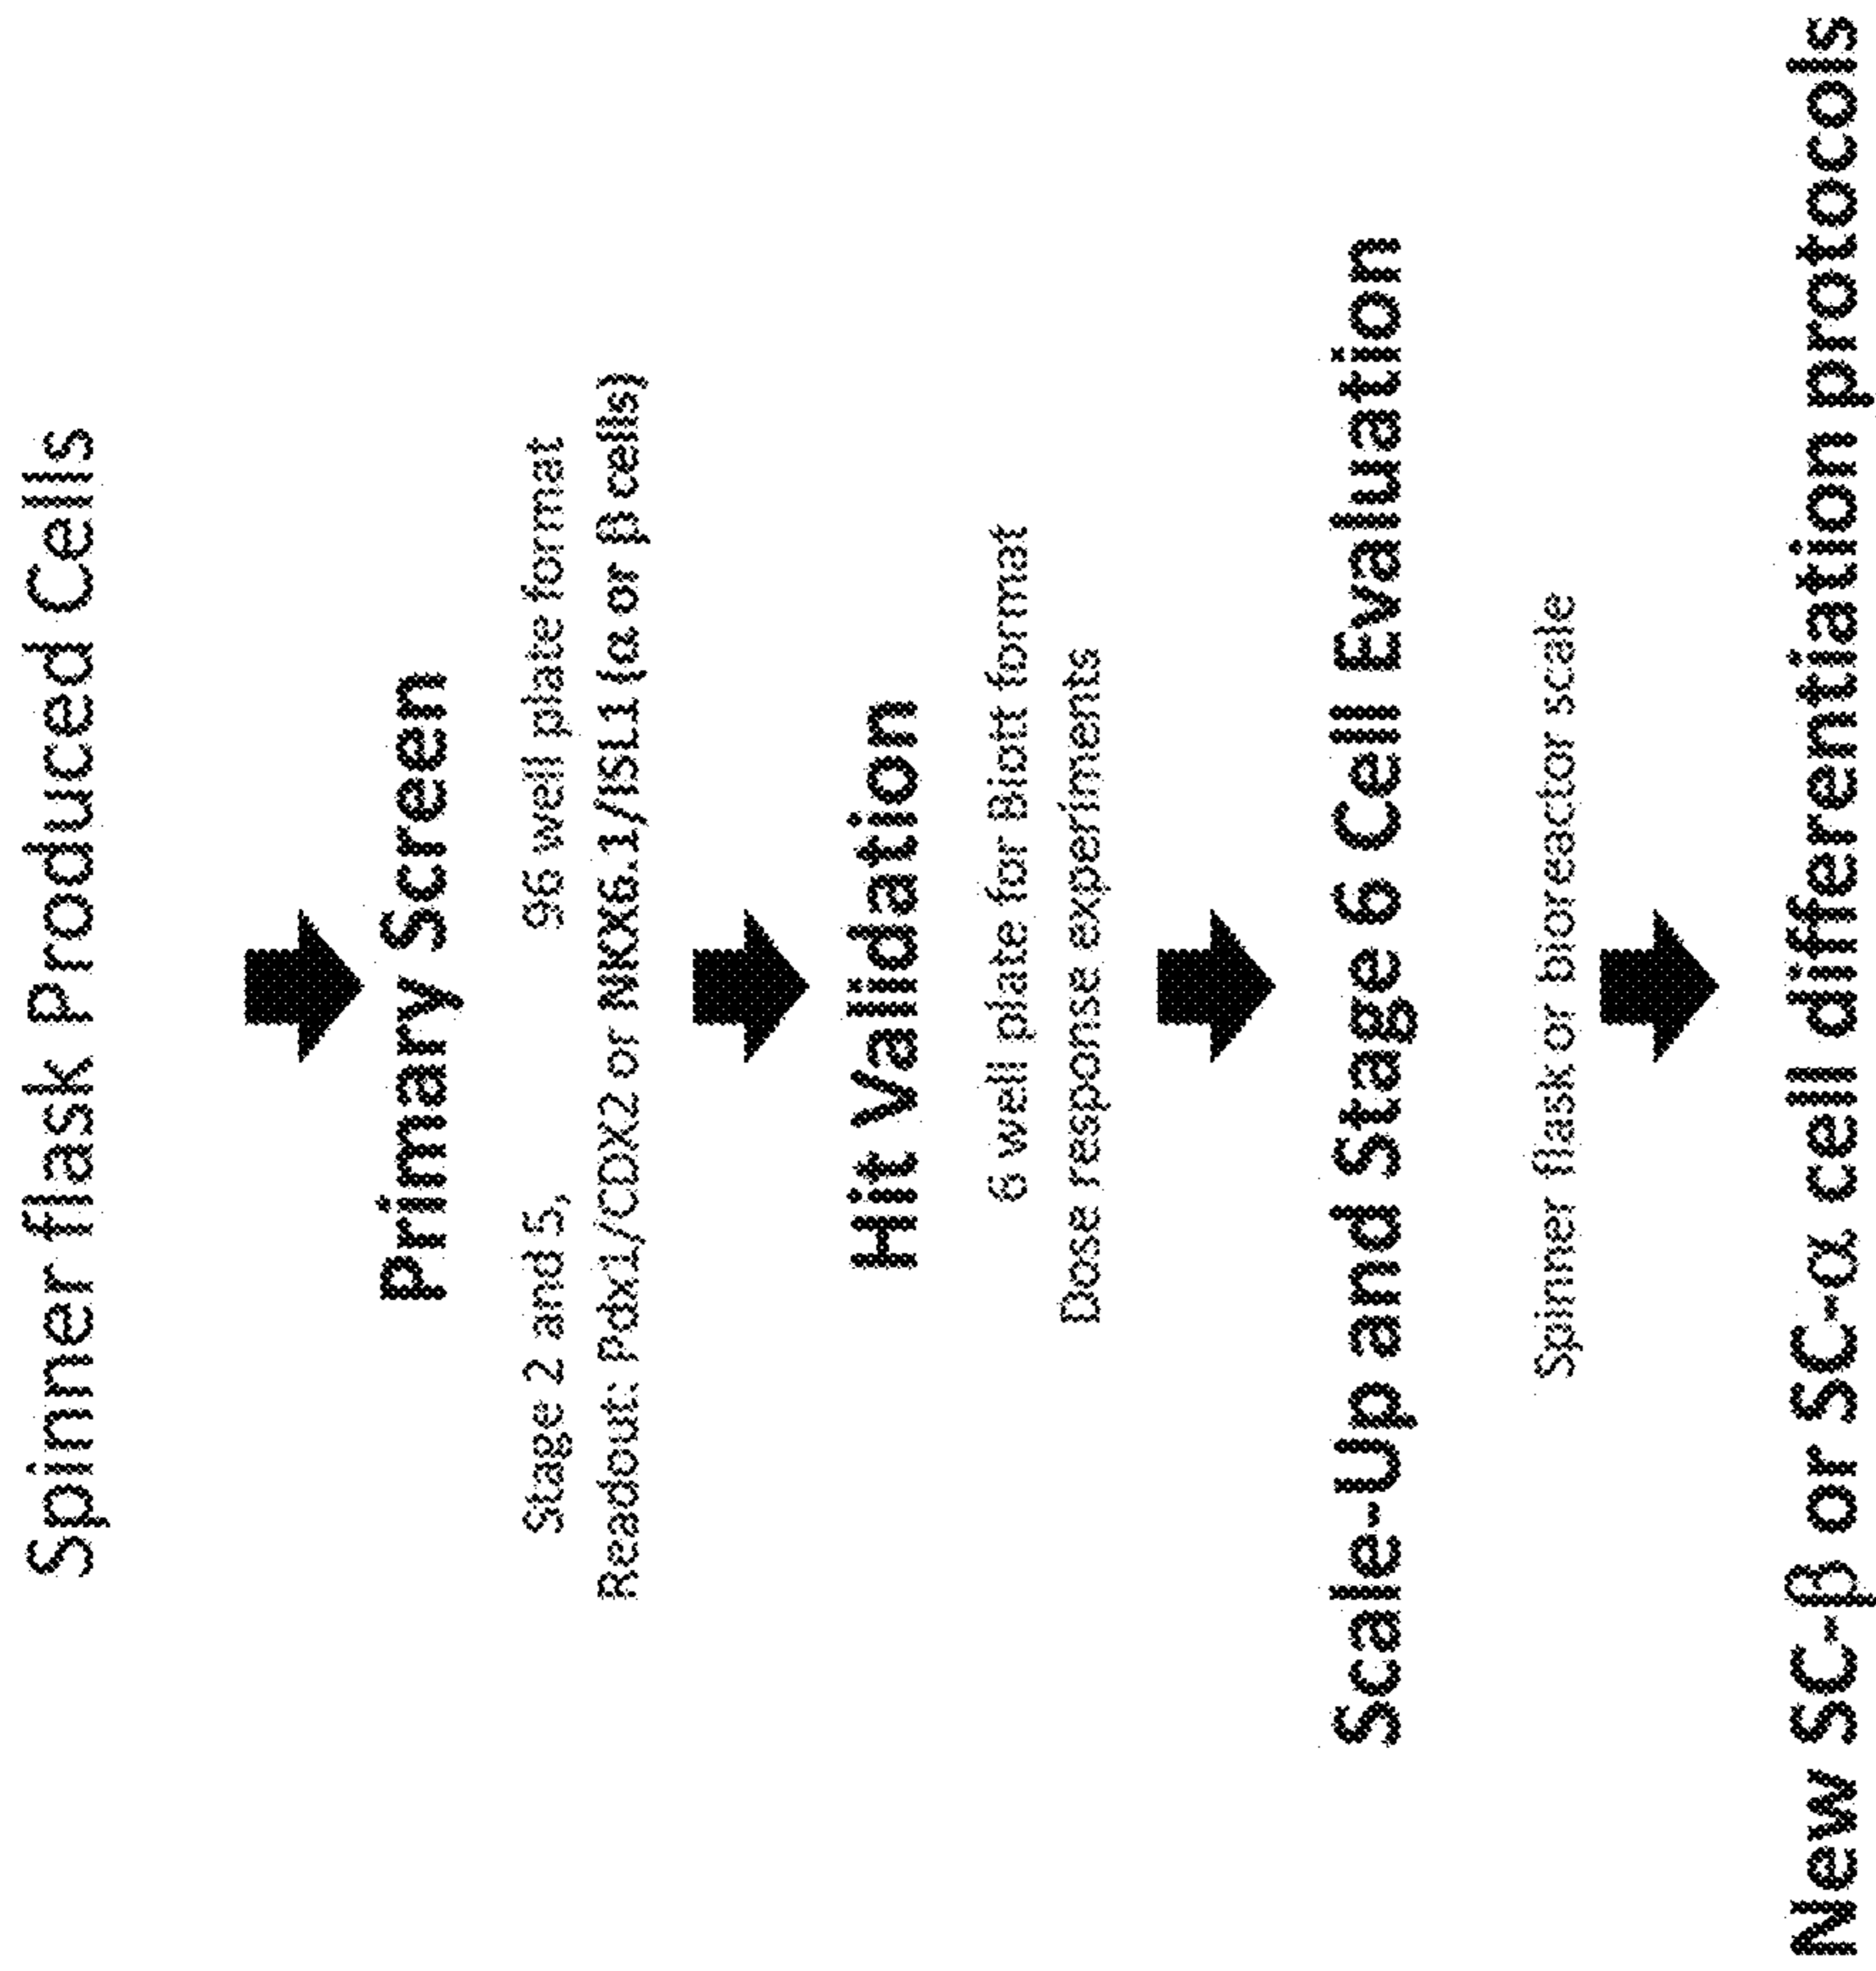 Spinner flask Produced Cells
Primary Screen
Stage 2 and 5, 96 well plate format
Readout: Pdx1/CDX2 or NKX6.1/ISL1 (α or β cells)
Hit Validation
6 well plate for Biott format
Dose response experiments
Scale-Up and Stage 6 Cell Evaluation
Spinner flask or bioreactor scale
New SC-β or SC-α cell differentiation protocols